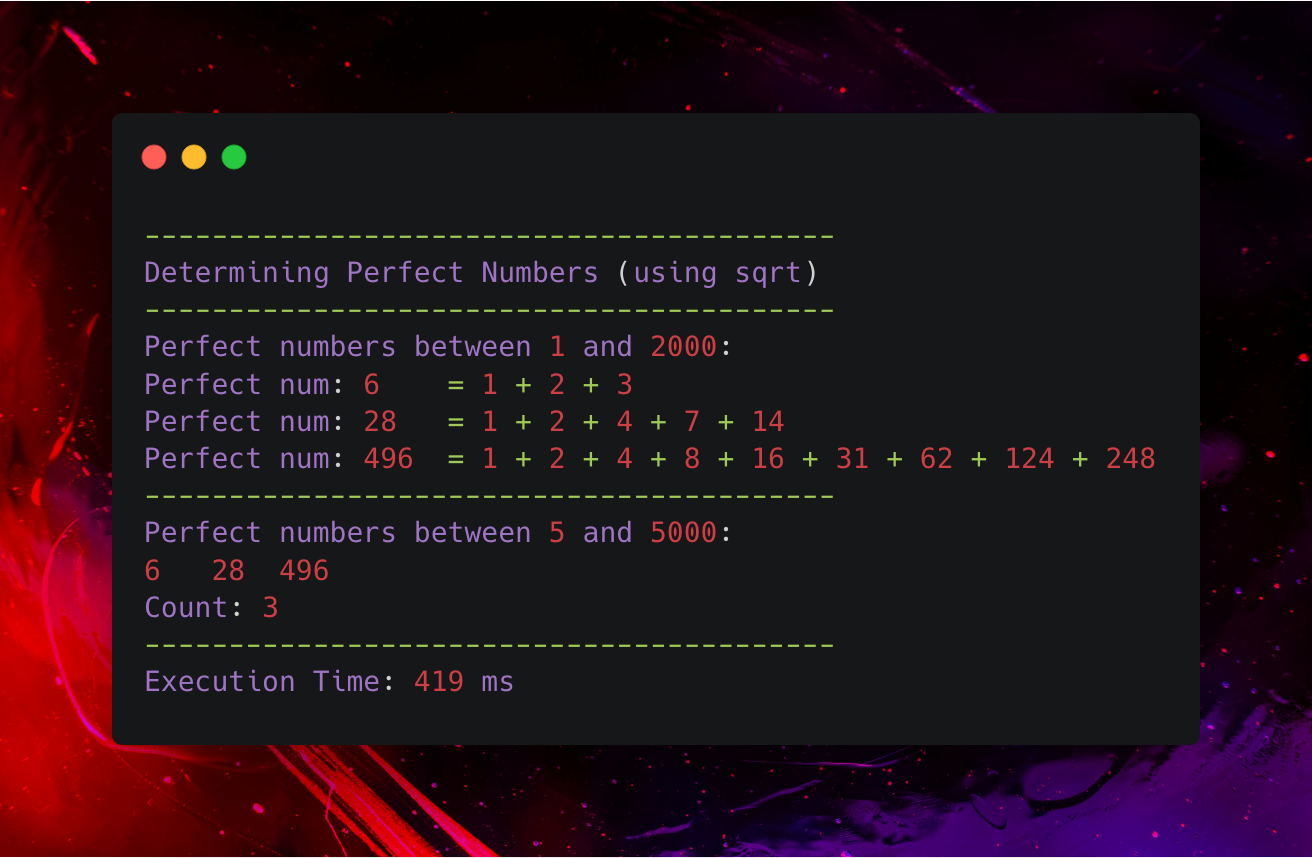 -----------------------------------------
Determining Perfect Numbers (using sqrt)
-----------------------------------------
Perfect numbers between 1 and 2000:
Perfect num: 6    = 1 + 2 + 3
Perfect num: 28   = 1 + 2 + 4 + 7 + 14
Perfect num: 496  = 1 + 2 + 4 + 8 + 16 + 31 + 62 + 124 + 248
-----------------------------------------
Perfect numbers between 5 and 5000:
6   28  496
Count: 3
-----------------------------------------
Execution Time: 419 ms